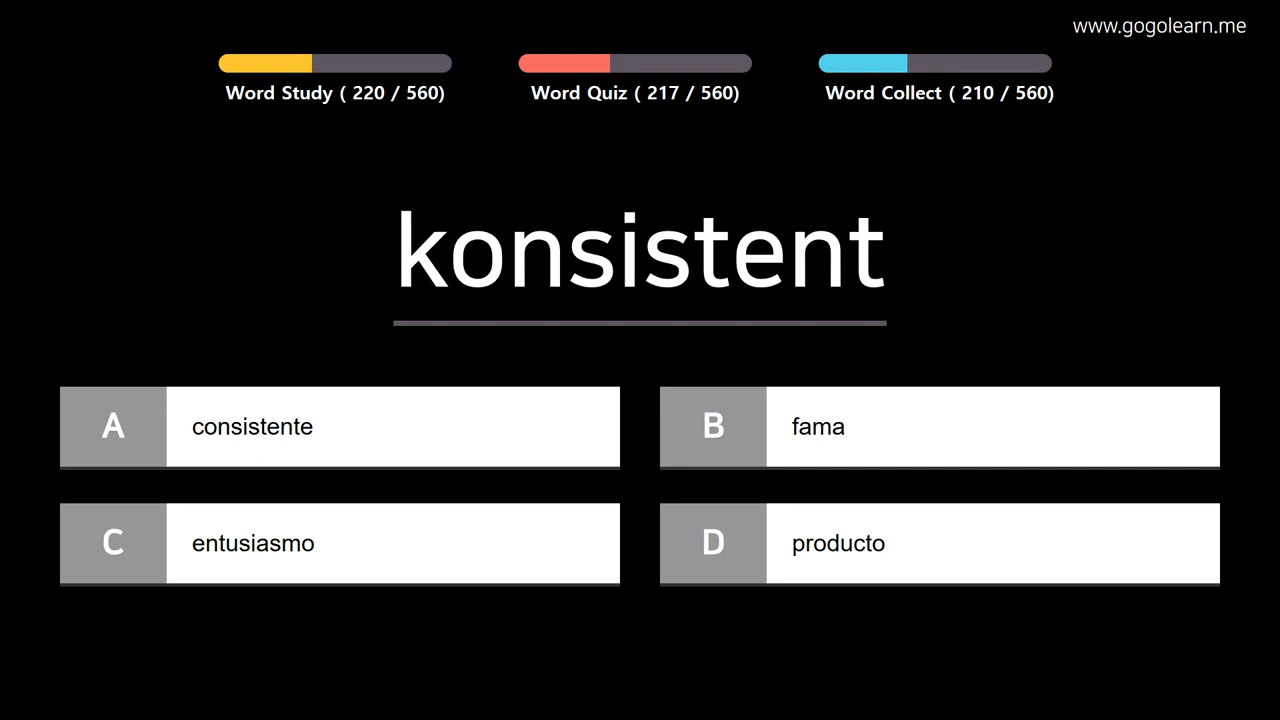 www.gogolearn.me
Word Study ( 220 / 560)
Word Quiz ( 217 / 560)
Word Collect ( 210 / 560)
konsistent
A consistente
B fama
C entusiasmo
D producto